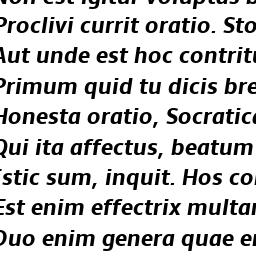 Non est igitur voluptas b
Proclivi currit oratio. Sto
Aut unde est hoc contritu
Primum quid tu dicis bre
Honesta oratio, Socratica
Qui ita affectus, beatum
Istic sum, inquit. Hos co
Est enim effectrix multar
Duo enim genera quae er